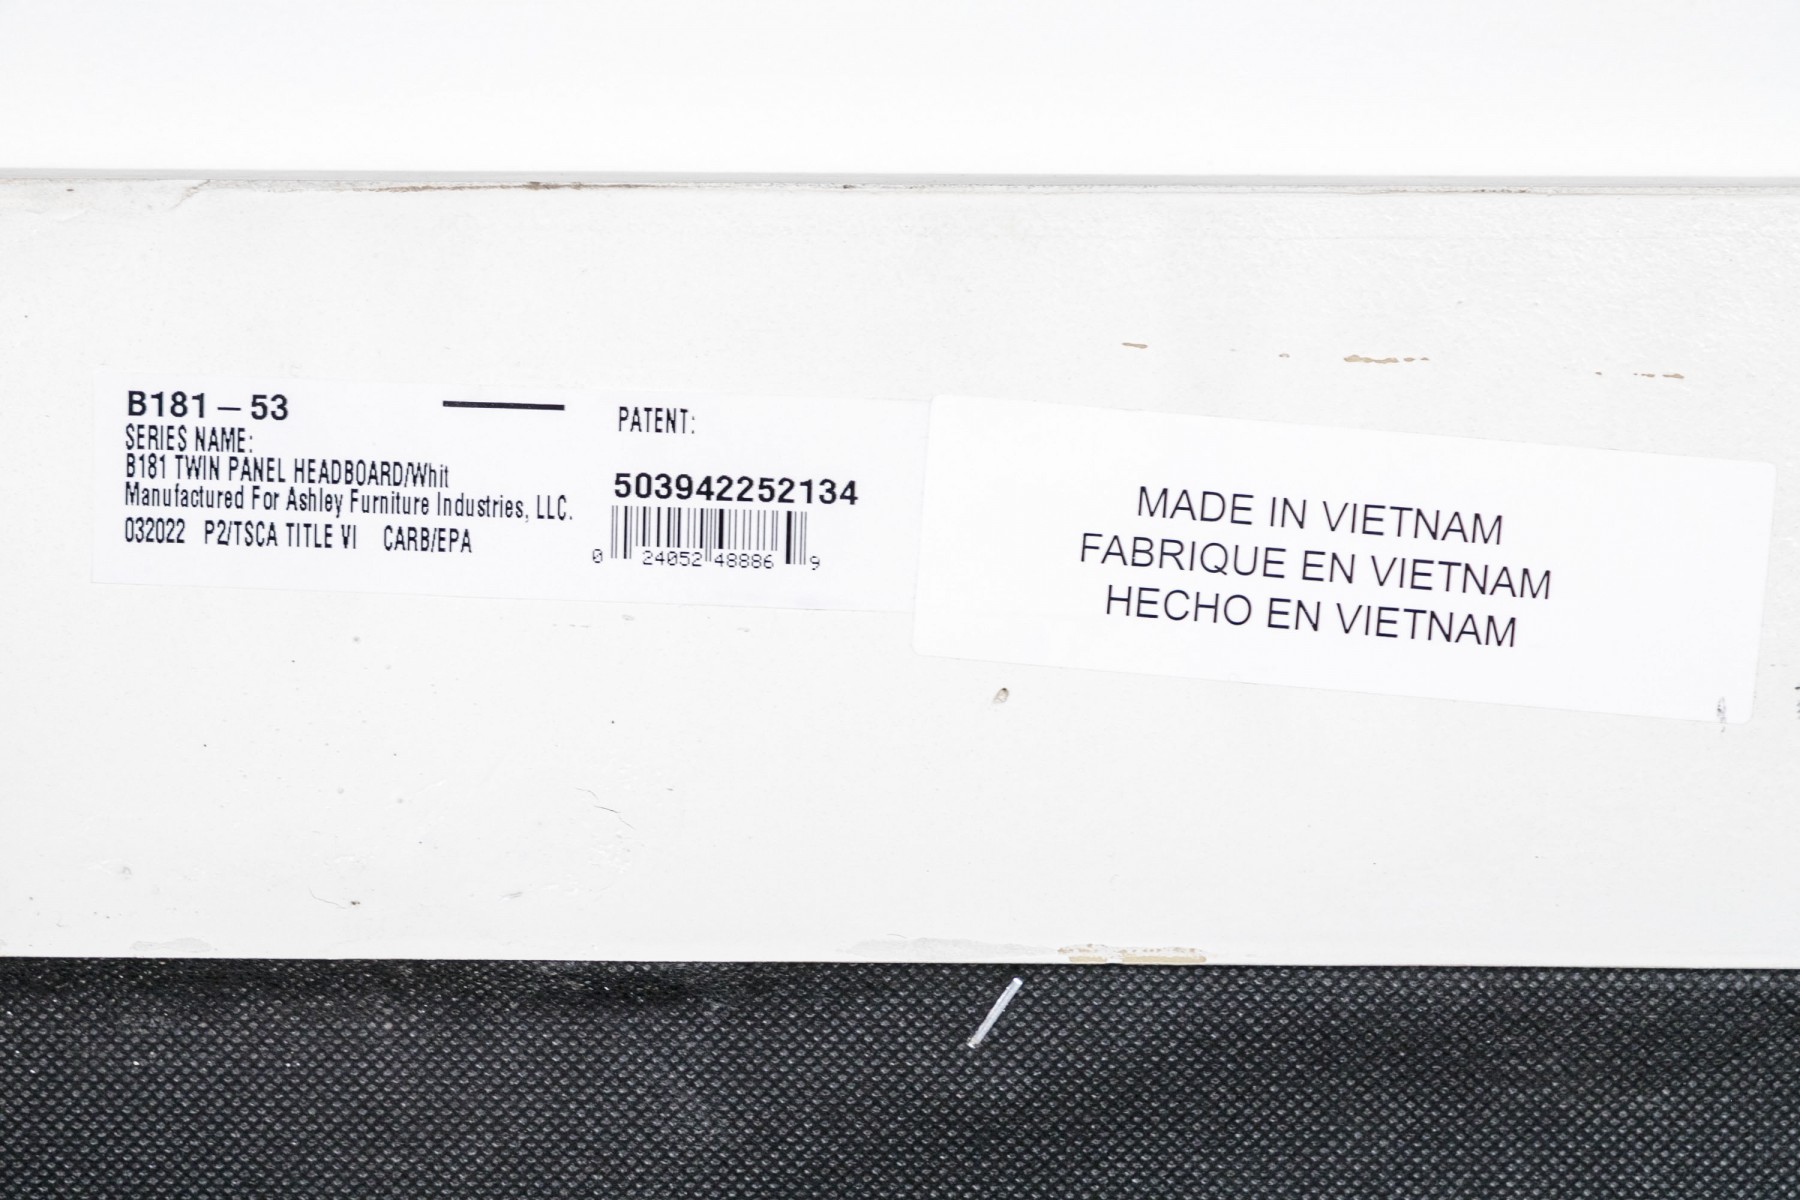 B181 – 53
SERIES NAME:
B181 TWIN PANEL HEADBOARD/Whit
Manufactured For Ashley Furniture Industries, LLC.
032022 P2/TSCA TITLE VI CARB/EPA
PATENT:
503942252134
0 24052 48886 9
MADE IN VIETNAM
FABRIQUE EN VIETNAM
HECHO EN VIETNAM